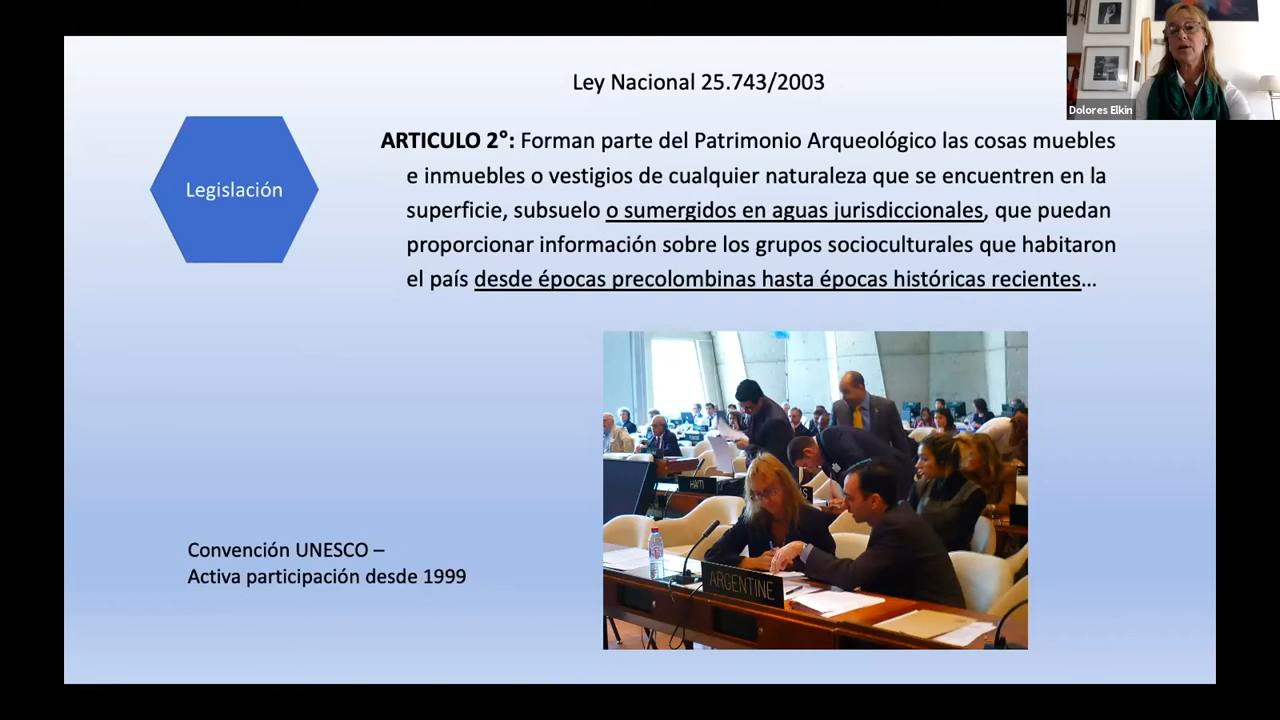 Ley Nacional 25.743/2003
Dolores Elkin
ARTICULO 2°: Forman parte del Patrimonio Arqueológico las cosas muebles
e inmuebles o vestigios de cualquier naturaleza que se encuentren en la
superficie, subsuelo o sumergidos en aguas jurisdiccionales, que puedan
proporcionar información sobre los grupos socioculturales que habitaron
el país desde épocas precolombinas hasta épocas históricas recientes...
Legislación
HAITI
ARGENTINE
Convención UNESCO –
Activa participación desde 1999